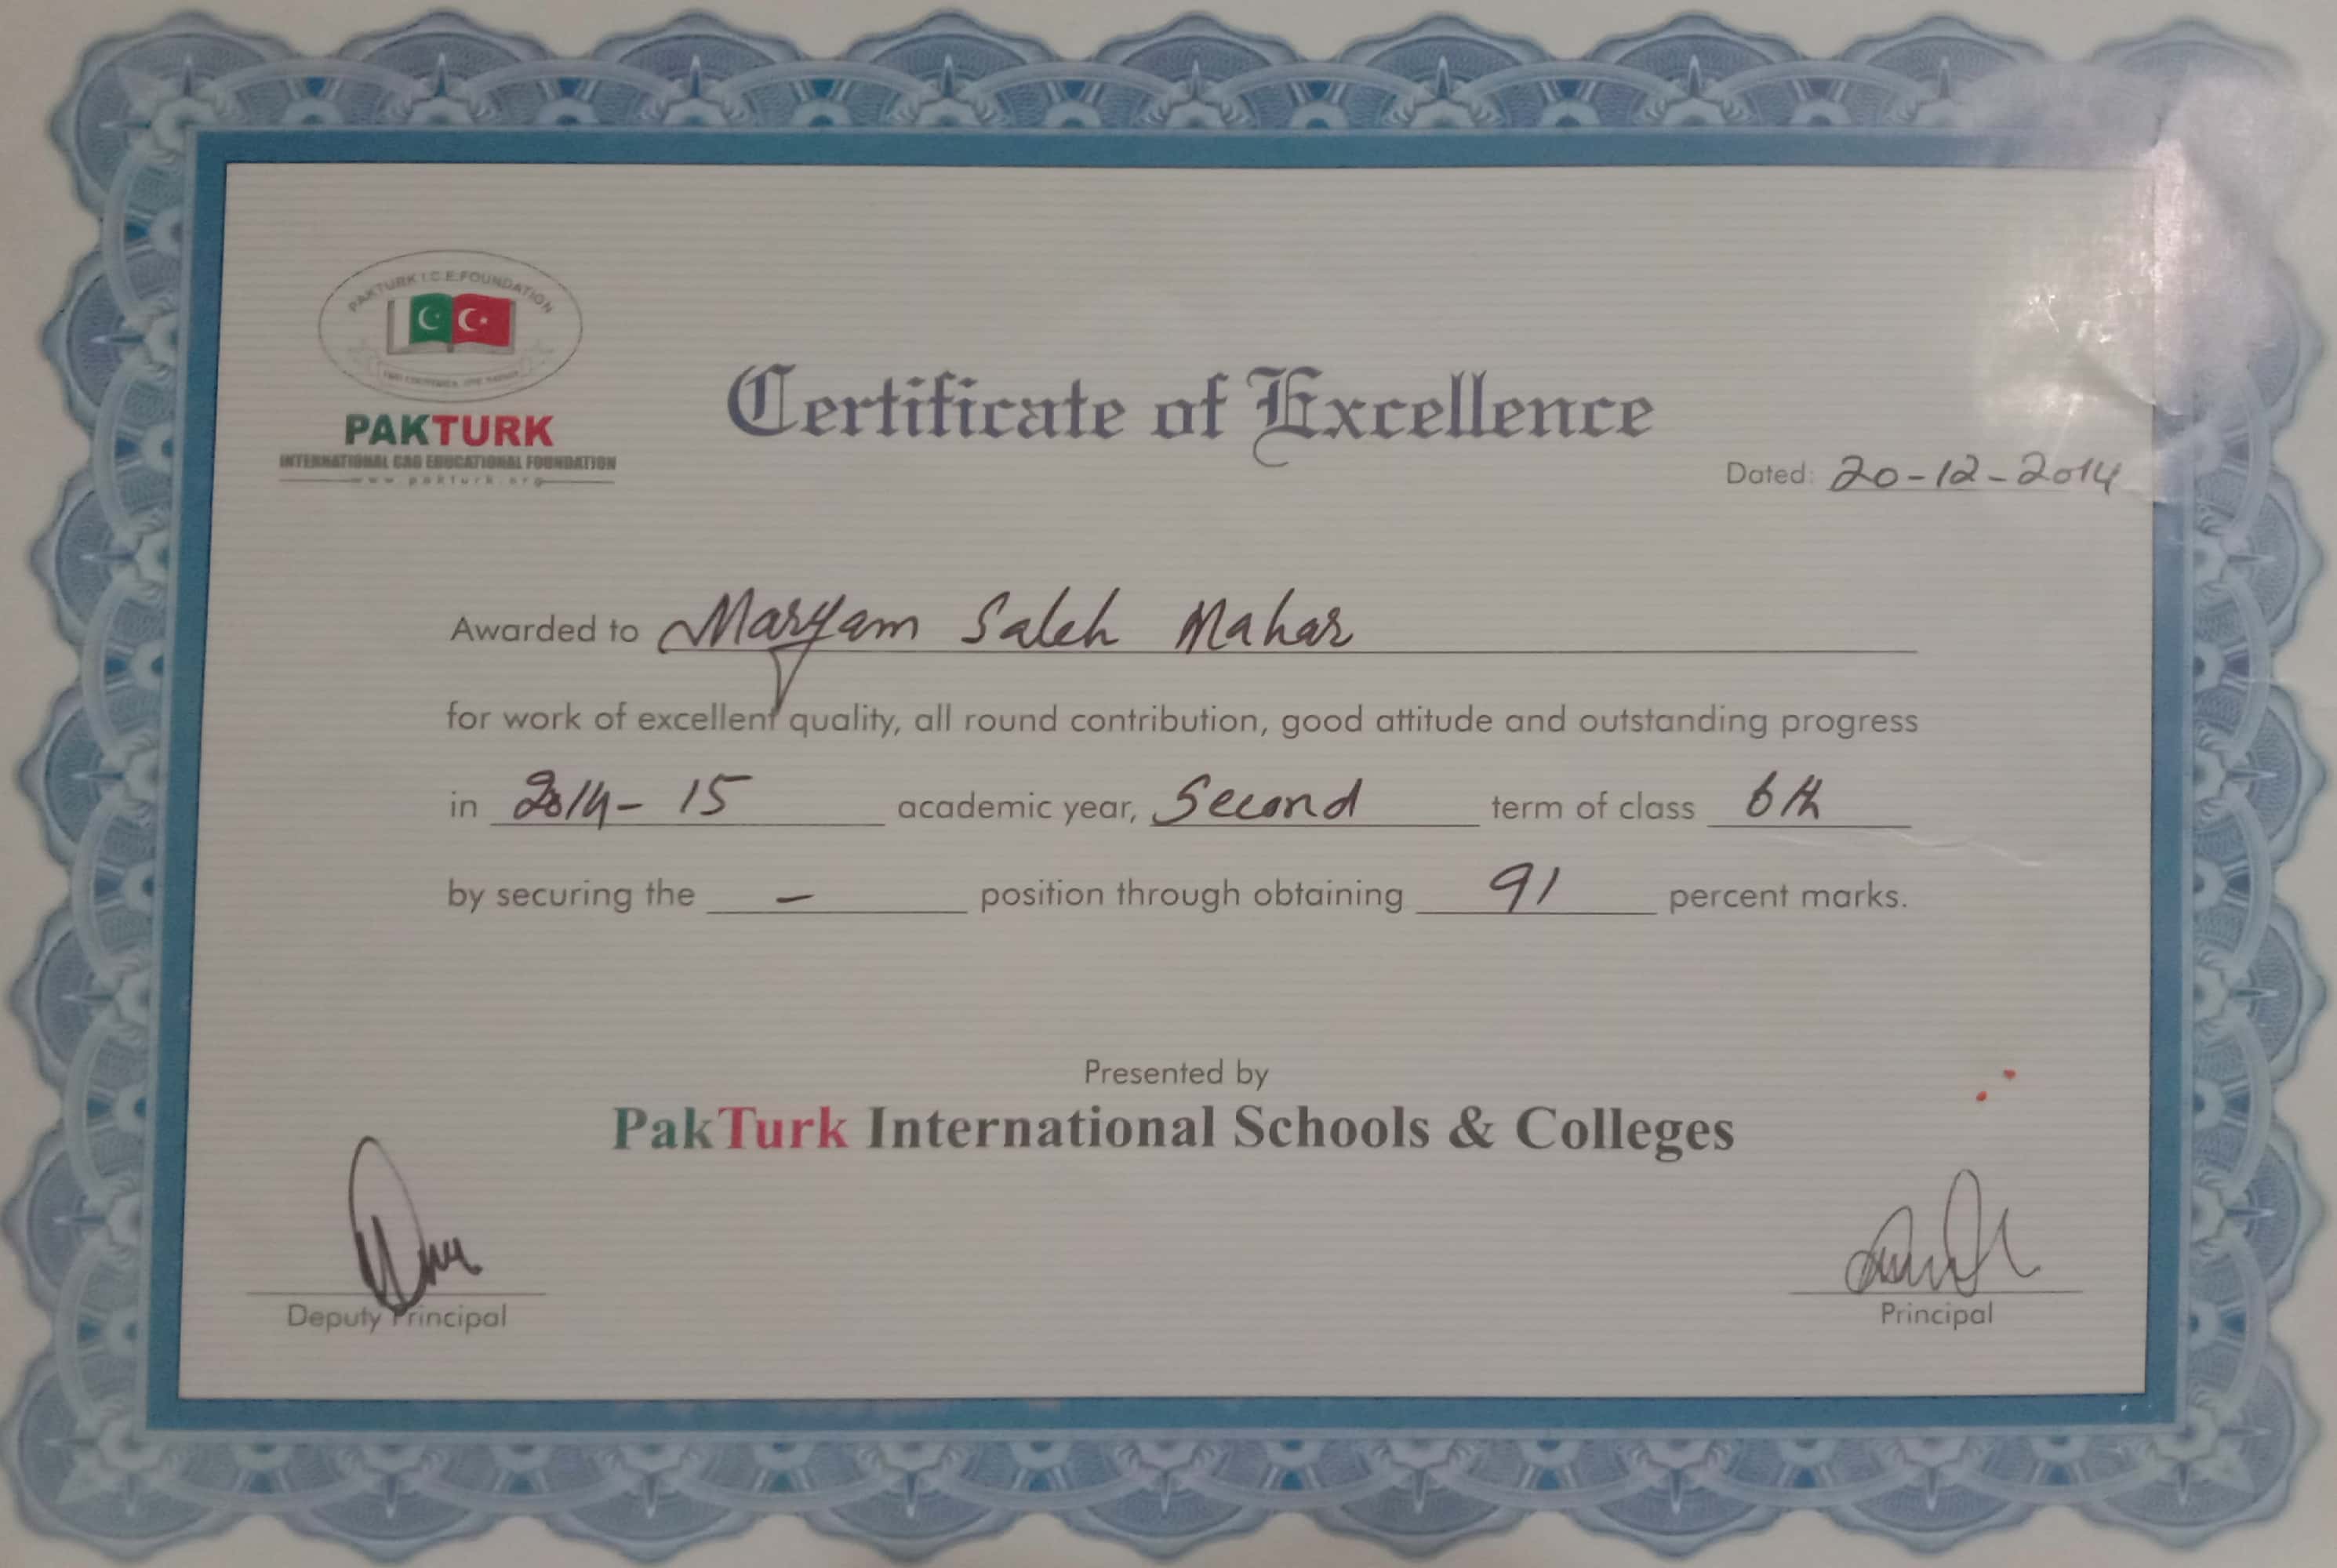 PAKTURK I.C.E.FOUNDATION
PAKTURK
INTERNATIONAL CAG EDUCATIONAL FOUNDATION
www.pakturk.org
Certificate of Excellence
Dated: 20-12-2014
Awarded to Maryam Saleh Mahar
for work of excellent quality, all round contribution, good attitude and outstanding progress
in 2014-15 academic year, Second term of class 6th
by securing the - position through obtaining 91 percent marks.
Presented by
PakTurk International Schools & Colleges
Deputy Principal
Principal